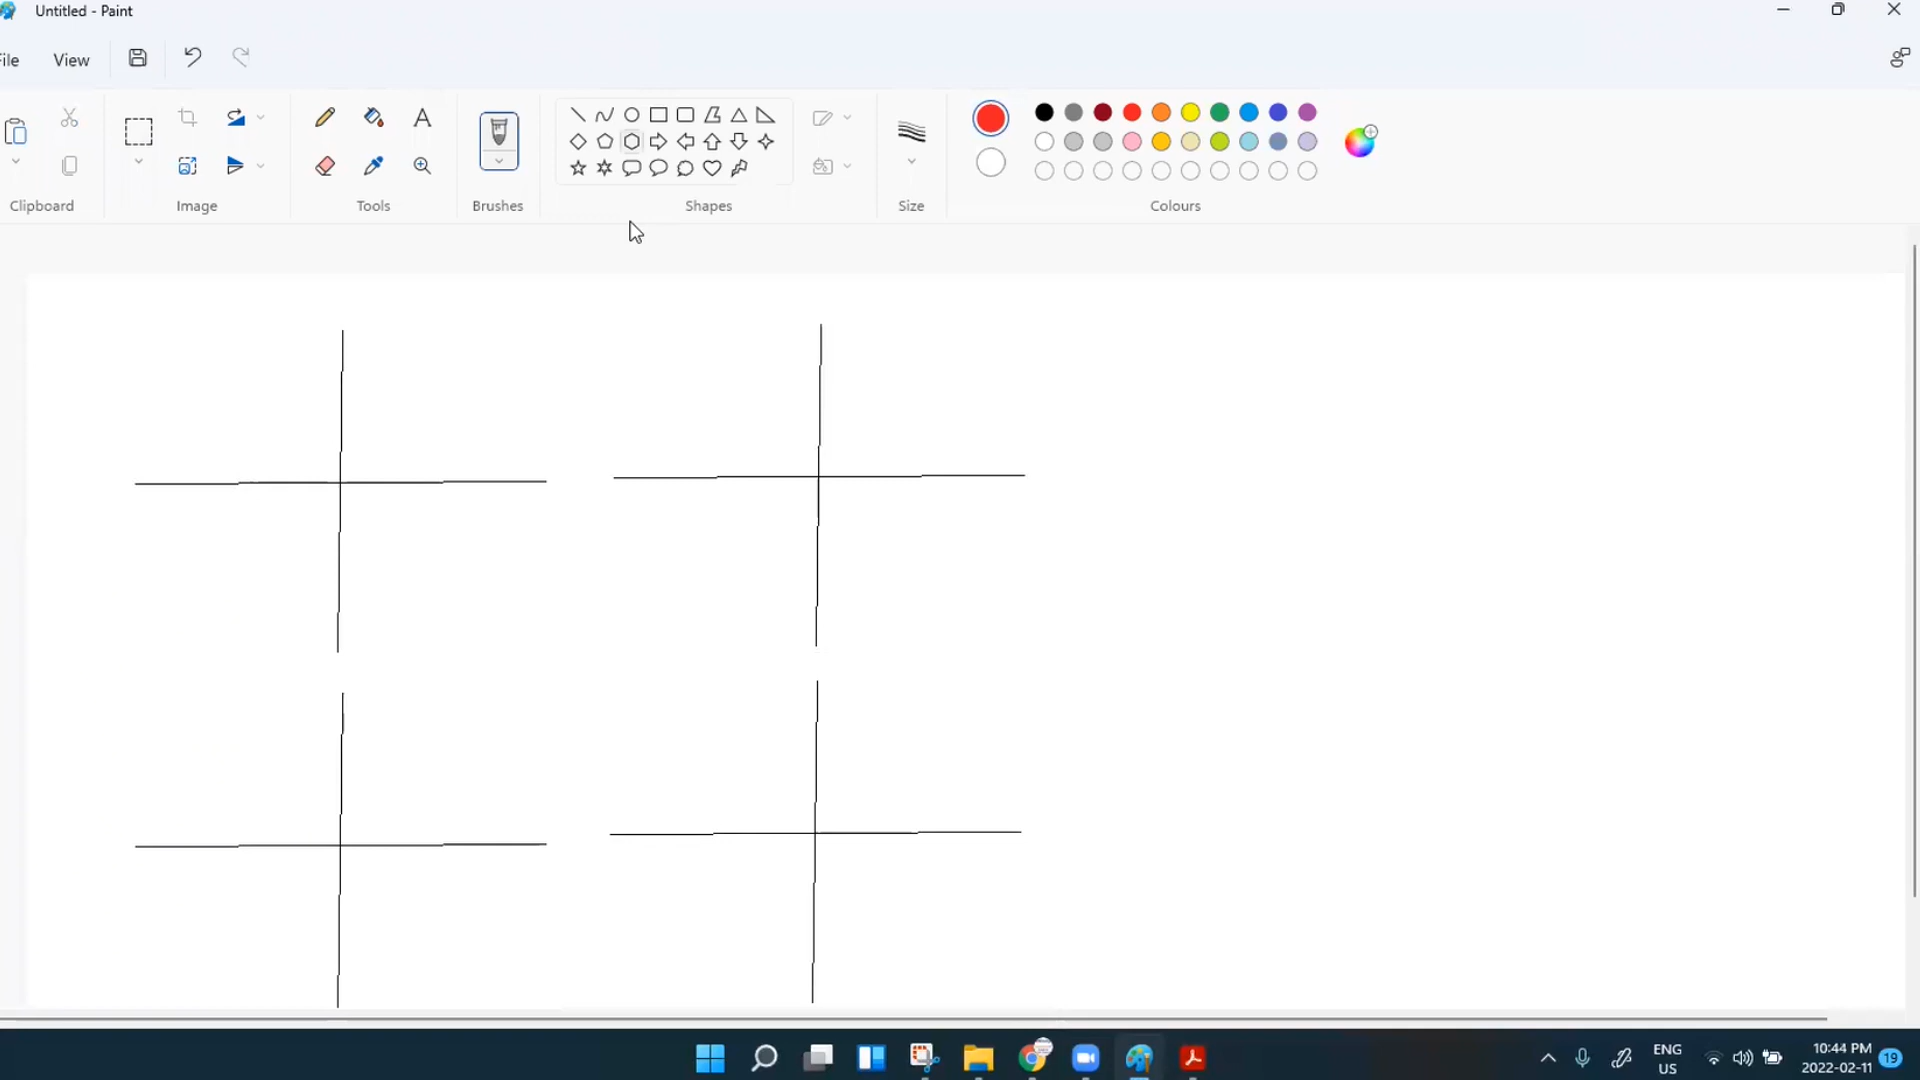 Untitled - Paint
File View
Clipboard Image Tools Brushes Shapes Size Colours
A
ENG
US
10:44 PM
2022-02-11
19